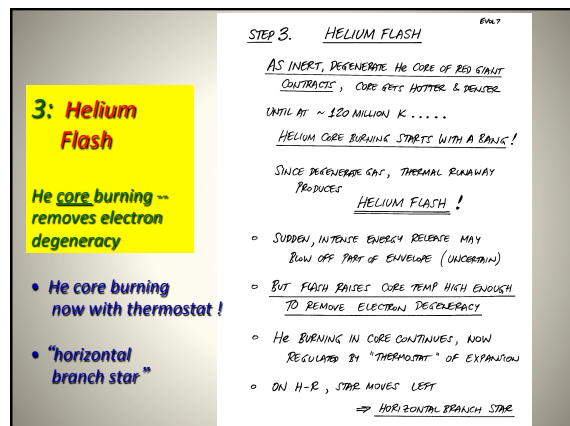 3: Helium
Flash
He core burning --
removes electron
degeneracy
• He core burning
now with thermostat !
• “horizontal
branch star”
EVOL7
STEP 3. HELIUM FLASH
AS INERT, DEGENERATE He CORE OF RED GIANT
CONTRACTS, CORE GETS HOTTER & DENSER
UNTIL AT ~ 120 MILLION K .....
HELIUM CORE BURNING STARTS WITH A BANG!
SINCE DEGENERATE GAS, THERMAL RUNAWAY
PRODUCES
HELIUM FLASH !
○ SUDDEN, INTENSE ENERGY RELEASE MAY
BLOW OFF PART OF ENVELOPE (UNCERTAIN)
○ BUT FLASH RAISES CORE TEMP HIGH ENOUGH
TO REMOVE ELECTRON DEGENERACY
○ He BURNING IN CORE CONTINUES, NOW
REGULATED BY "THERMOSTAT" OF EXPANSION
○ ON H-R, STAR MOVES LEFT
⇒ HORIZONTAL BRANCH STAR